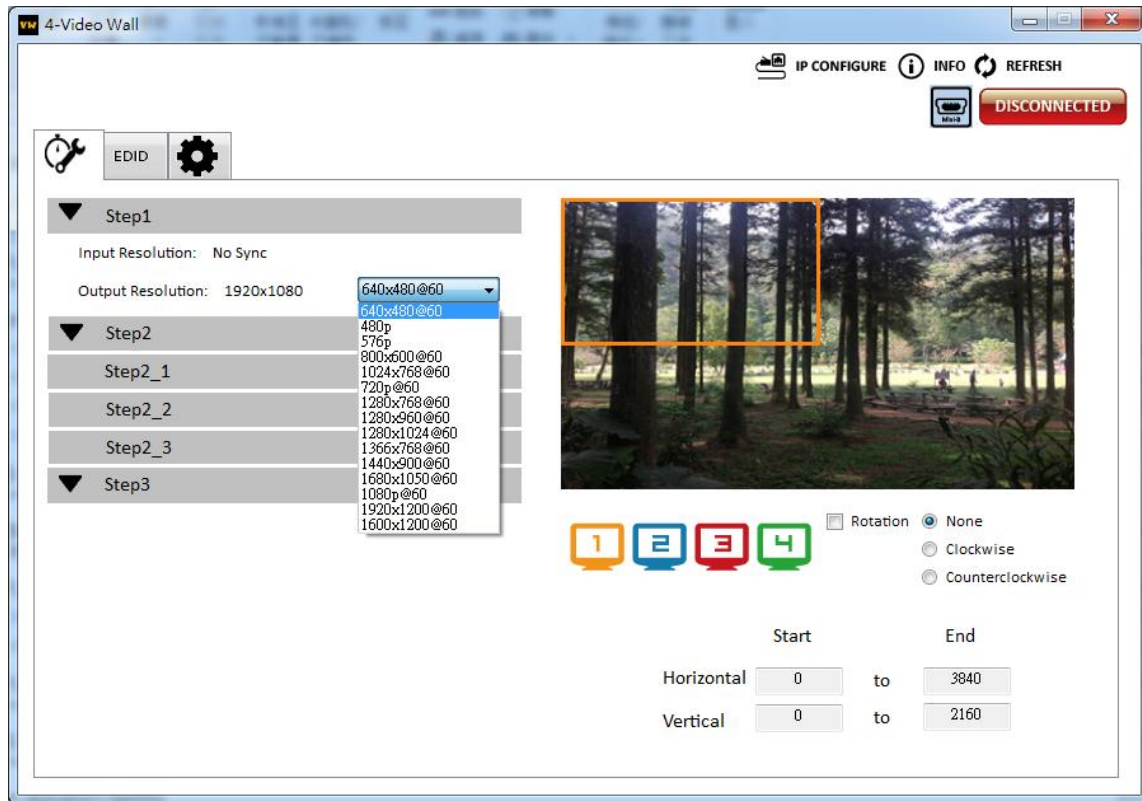 VW 4-Video Wall
IP CONFIGURE INFO REFRESH
Mini-B DISCONNECTED
EDID
Step1
Input Resolution: No Sync
Output Resolution: 1920x1080 640x480@60
640x480@60
480p
576p
800x600@60
1024x768@60
720p@60
1280x768@60
1280x960@60
1280x1024@60
1366x768@60
1440x900@60
1680x1050@60
1080p@60
1920x1200@60
1600x1200@60
Step2
Step2_1
Step2_2
Step2_3
Step3
1 2 3 4
Rotation None
Clockwise
Counterclockwise
Start End
Horizontal 0 to 3840
Vertical 0 to 2160